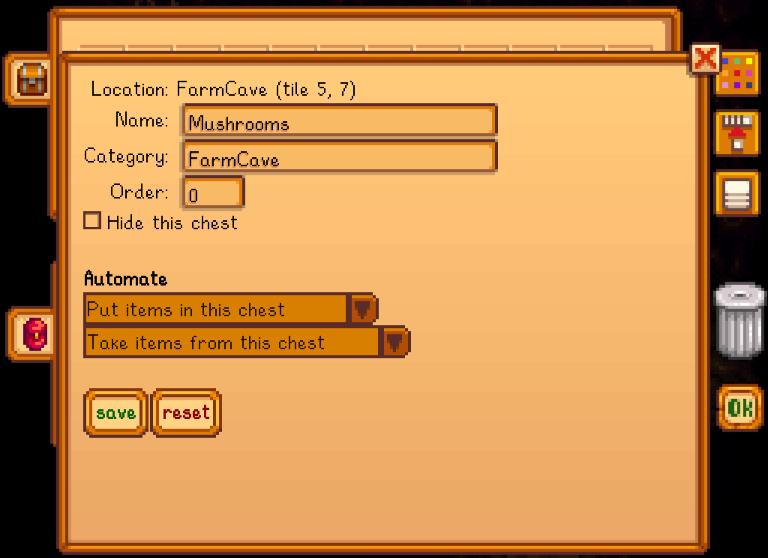 Location: FarmCave (tile 5, 7)
Name: Mushrooms
Category: FarmCave
Order: 0
Hide this chest
Automate
Put items in this chest
Take items from this chest
save reset
Ok